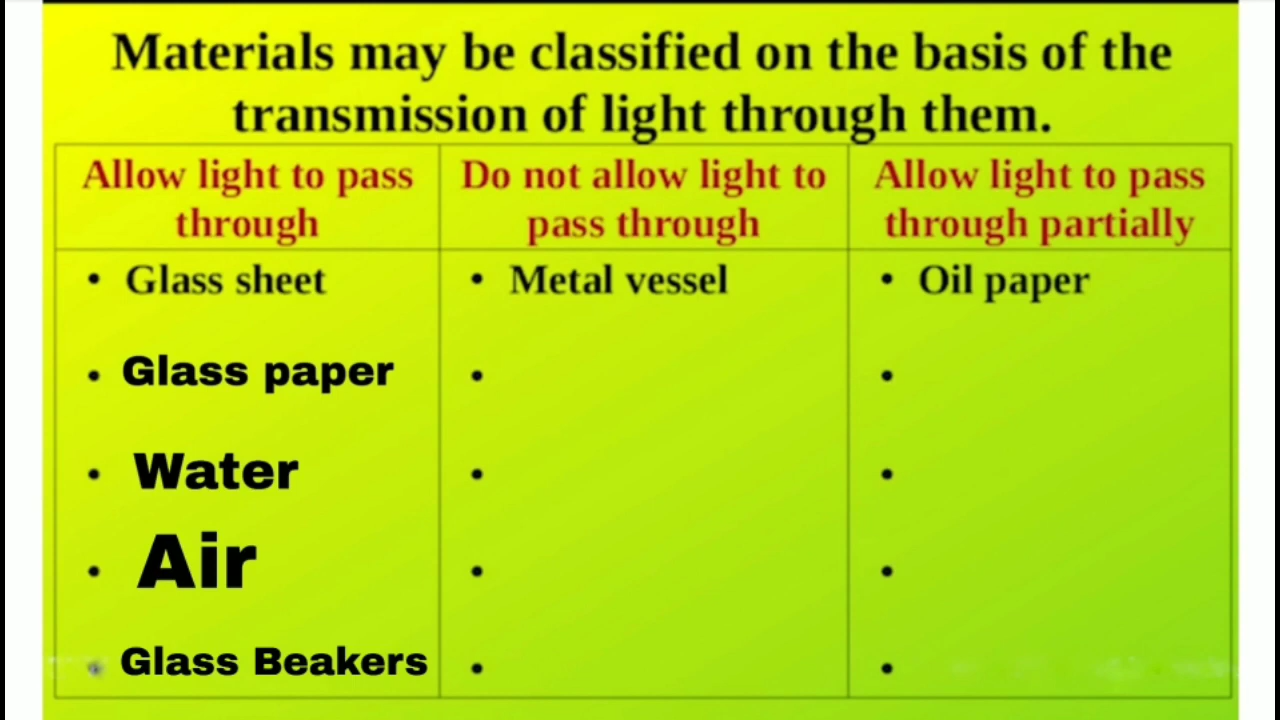 Materials may be classified on the basis of the
transmission of light through them.
Allow light to pass
through
Do not allow light to
pass through
Allow light to pass
through partially
• Glass sheet
• Metal vessel
• Oil paper
• Glass paper
•
•
• Water
•
•
• Air
•
•
• Glass Beakers
•
•